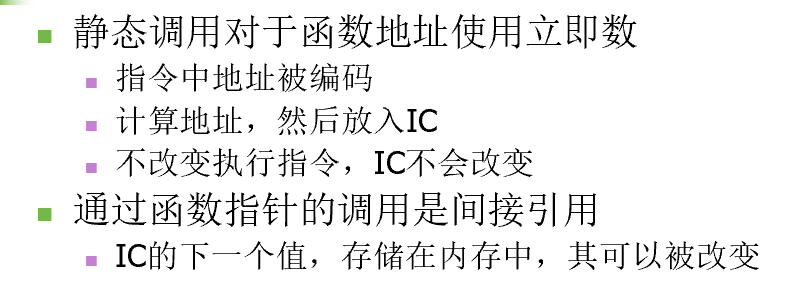 静态调用对于函数地址使用立即数
指令中地址被编码
计算地址，然后放入IC
不改变执行指令，IC不会改变
通过函数指针的调用是间接引用
IC的下一个值，存储在内存中，其可以被改变